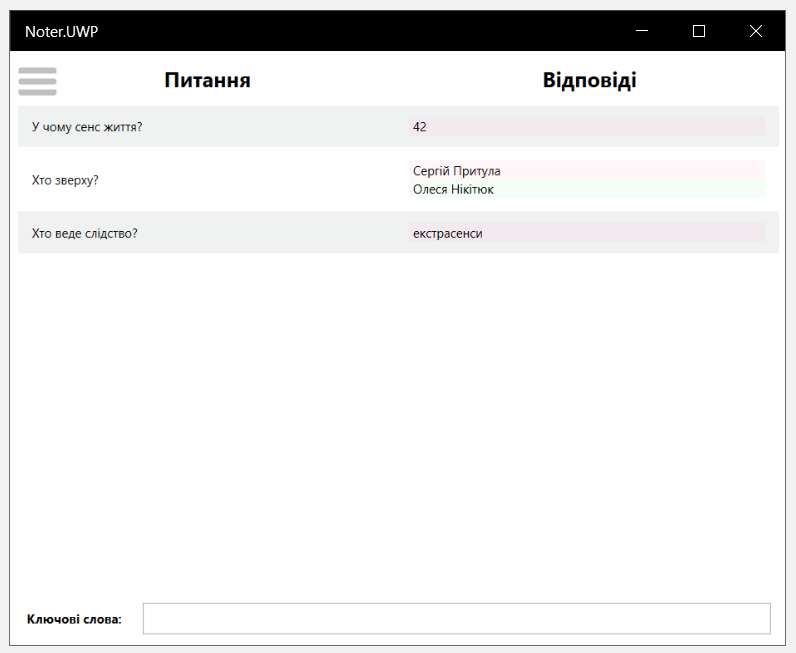 Noter.UWP
Питання
Відповіді
У чому сенс життя?
42
Хто зверху?
Сергій Притула
Олеся Нікітюк
Хто веде слідство?
екстрасенси
Ключові слова: